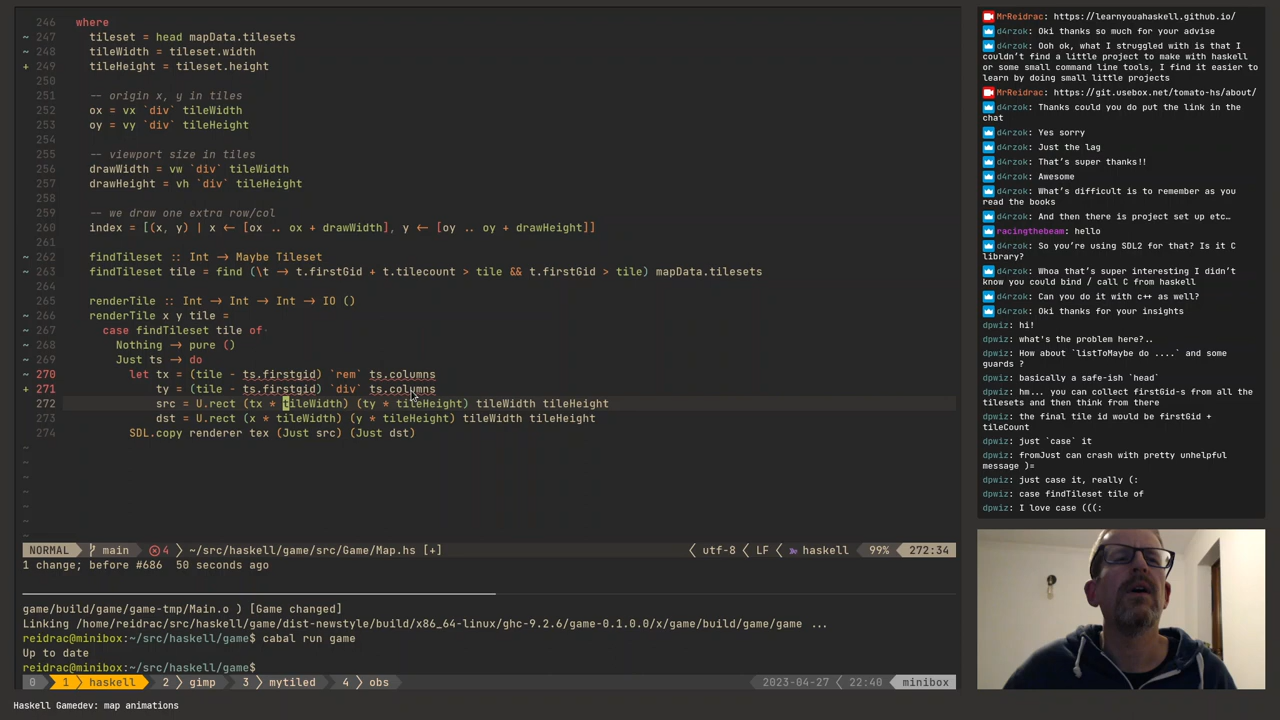 246 where
~ 247 tileset = head mapData.tilesets
~ 248 tileWidth = tileset.width
+ 249 tileHeight = tileset.height
250
251 -- origin x, y in tiles
252 ox = vx `div` tileWidth
253 oy = vy `div` tileHeight
254
255 -- viewport size in tiles
256 drawWidth = vw `div` tileWidth
257 drawHeight = vh `div` tileHeight
258
259 -- we draw one extra row/col
260 index = [(x, y) | x ← [ox .. ox + drawWidth], y ← [oy .. oy + drawHeight]]
261
~ 262 findTileset :: Int → Maybe Tileset
~ 263 findTileset tile = find (\t → t.firstGid + t.tilecount > tile && t.firstGid > tile) mapData.tilesets
264
265 renderTile :: Int → Int → Int → IO ()
~ 266 renderTile x y tile =
~ 267 case findTileset tile of·
~ 268 Nothing → pure ()
~ 269 Just ts → do
~ 270 let tx = (tile - ts.firstgid) `rem` ts.columns
+ 271 ty = (tile - ts.firstgid) `div` ts.columns
272 src = U.rect (tx * tileWidth) (ty * tileHeight) tileWidth tileHeight
273 dst = U.rect (x * tileWidth) (y * tileHeight) tileWidth tileHeight
274 SDL.copy renderer tex (Just src) (Just dst)
~
~
~
~
~
~
~
NORMAL main 4 ~/src/haskell/game/src/Game/Map.hs [+] utf-8 LF haskell 99% 272:34
1 change; before #686 50 seconds ago
game/build/game/game-tmp/Main.o ) [Game changed]
Linking /home/reidrac/src/haskell/game/dist-newstyle/build/x86_64-linux/ghc-9.2.6/game-0.1.0.0/x/game/build/game/game ...
reidrac@minibox:~/src/haskell/game$ cabal run game
Up to date
reidrac@minibox:~/src/haskell/game$
0 1 haskell 2 gimp 3 mytiled 4 obs 2023-04-27 22:40 minibox
Haskell Gamedev: map animations
MrReidrac: https://learnyouahaskell.github.io/
d4rzok: Oki thanks so much for your advise
d4rzok: Ooh ok, what I struggled with is that I
couldn't find a little project to make with haskell
or some small command line tools, I find it easier to
learn by doing small little projects
MrReidrac: https://git.usebox.net/tomato-hs/about/
d4rzok: Thanks could you do put the link in the
chat
d4rzok: Yes sorry
d4rzok: Just the lag
d4rzok: That's super thanks!!
d4rzok: Awesome
d4rzok: What's difficult is to remember as you
read the books
d4rzok: And then there is project set up etc…
racingthebeam: hello
d4rzok: So you're using SDL2 for that? Is it C
library?
d4rzok: Whoa that's super interesting I didn't
know you could bind / call C from haskell
d4rzok: Can you do it with c++ as well?
d4rzok: Oki thanks for your insights
dpwiz: hi!
dpwiz: what's the problem here?..
dpwiz: How about `listToMaybe do ....` and some
guards ?
dpwiz: basically a safe-ish `head`
dpwiz: hm... you can collect firstGid-s from all the
tilesets and then think from there
dpwiz: the final tile id would be firstGid +
tileCount
dpwiz: just `case` it
dpwiz: fromJust can crash with pretty unhelpful
message )=
dpwiz: just case it, really (:
dpwiz: case findTileset tile of
dpwiz: I love case (((: